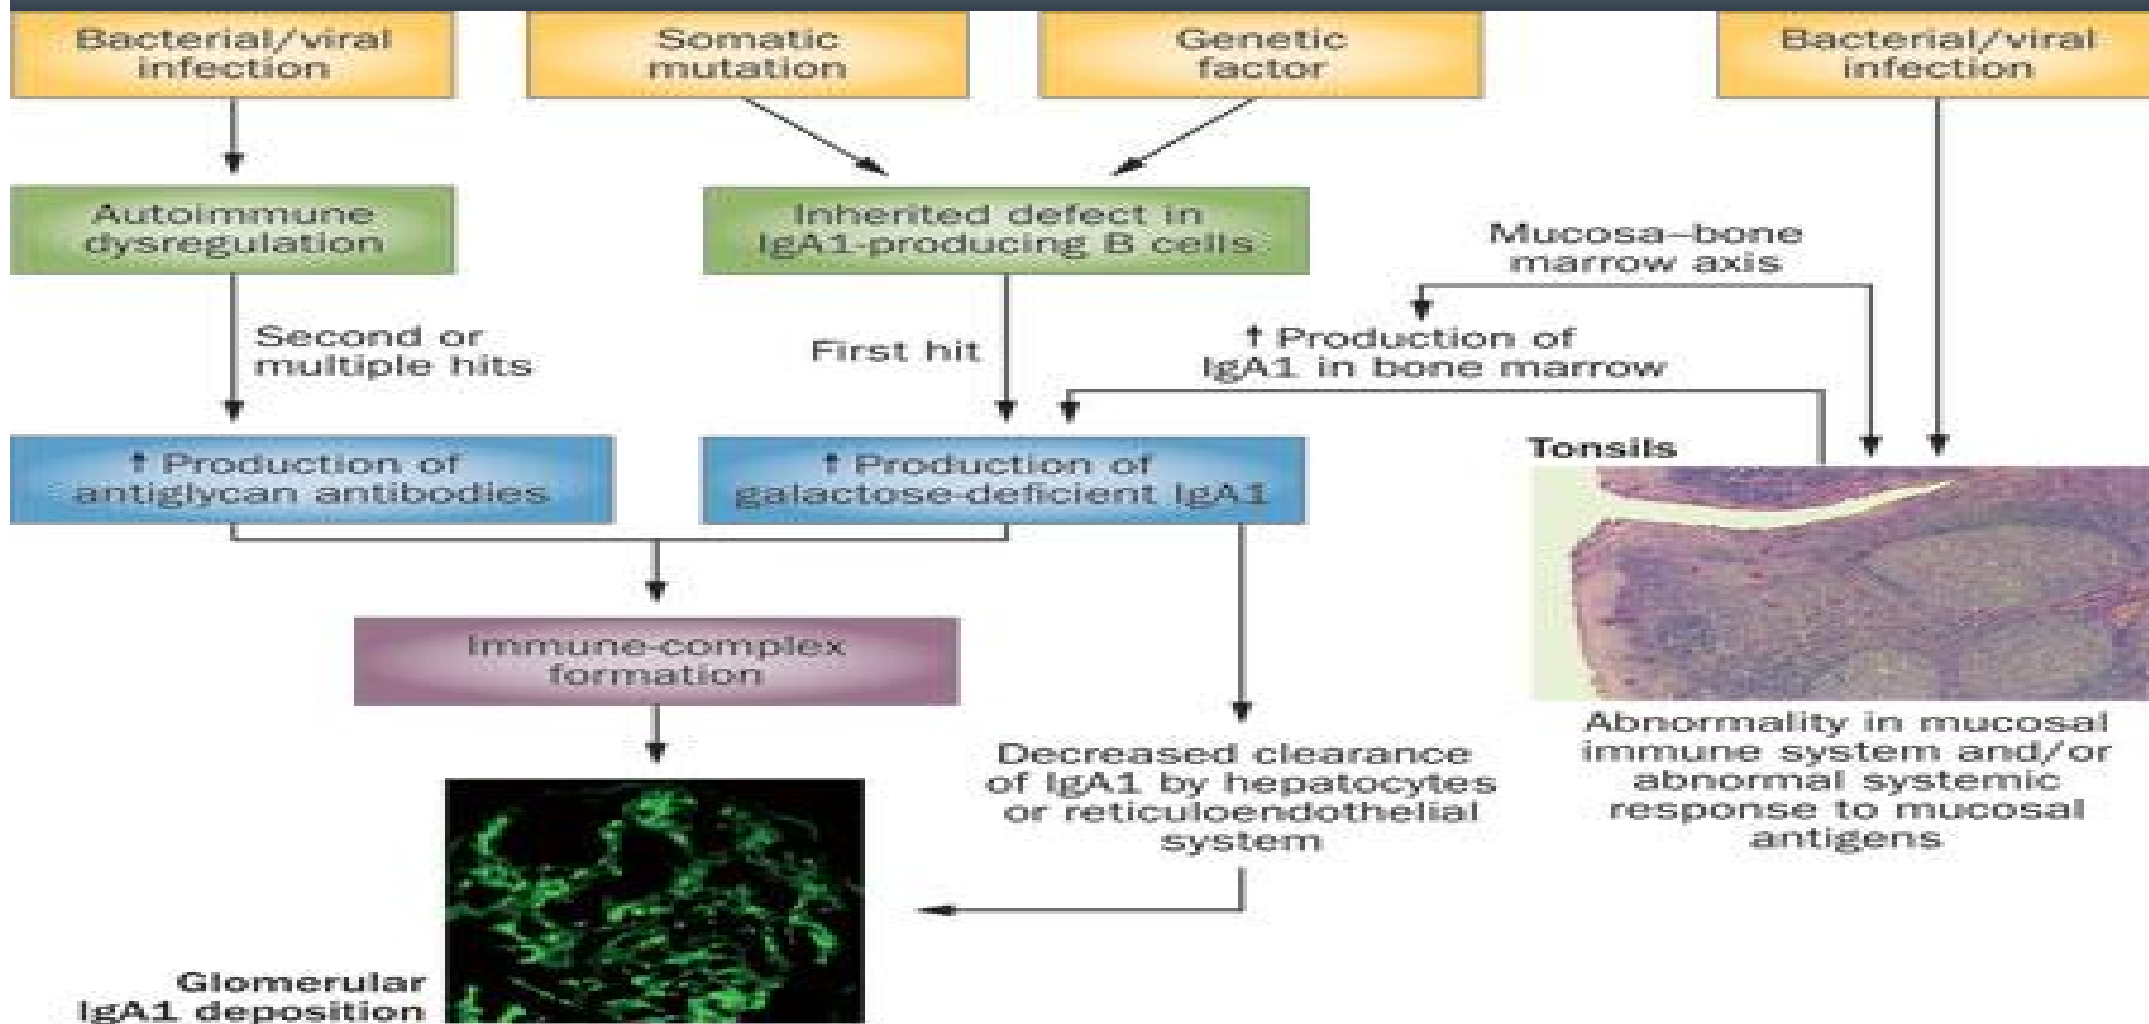 Bacterial/viral
infection
Somatic
mutation
Genetic
factor
Bacterial/viral
infection
Autoimmune
dysregulation
Inherited defect in
IgA1-producing B cells
Mucosa–bone
marrow axis
Second or
multiple hits
First hit
↑ Production of
IgA1 in bone marrow
↑ Production of
antiglycan antibodies
↑ Production of
galactose-deficient IgA1
Tonsils
Immune-complex
formation
Decreased clearance
of IgA1 by hepatocytes
or reticuloendothelial
system
Abnormality in mucosal
immune system and/or
abnormal systemic
response to mucosal
antigens
Glomerular
IgA1 deposition